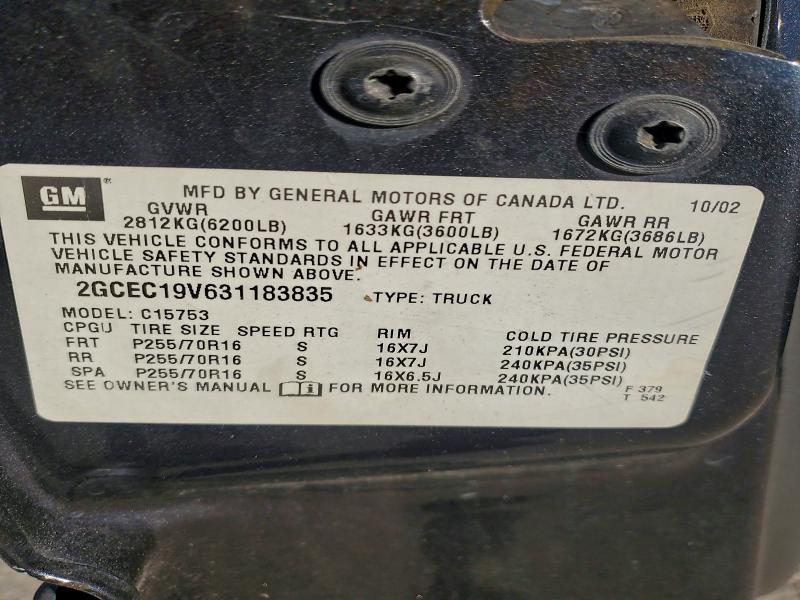 GM® MFD BY GENERAL MOTORS OF CANADA LTD. 10/02
GVWR GAWR FRT GAWR RR
2812KG(6200LB) 1633KG(3600LB) 1672KG(3686LB)
THIS VEHICLE CONFORMS TO ALL APPLICABLE U.S. FEDERAL MOTOR
VEHICLE SAFETY STANDARDS IN EFFECT ON THE DATE OF
MANUFACTURE SHOWN ABOVE.
2GCEC19V631183835 TYPE: TRUCK
MODEL: C15753
CPGU TIRE SIZE SPEED RTG RIM COLD TIRE PRESSURE
FRT P255/70R16 S 16X7J 210KPA(30PSI)
RR P255/70R16 S 16X7J 240KPA(35PSI)
SPA P255/70R16 S 16X6.5J 240KPA(35PSI)
SEE OWNER'S MANUAL i FOR MORE INFORMATION. F 379
T 542